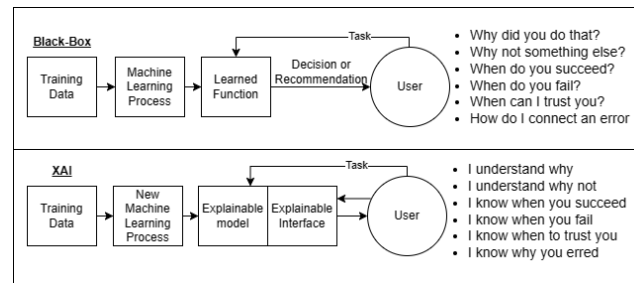 Black-Box
Training
Data
Machine
Learning
Process
Learned
Function
Decision or
Recommendation
Task
User
• Why did you do that?
• Why not something else?
• When do you succeed?
• When do you fail?
• When can I trust you?
• How do I connect an error
XAI
Training
Data
New
Machine
Learning
Process
Explainable
model
Explainable
Interface
Task
User
• I understand why
• I understand why not
• I know when you succeed
• I know when you fail
• I know when to trust you
• I know why you erred